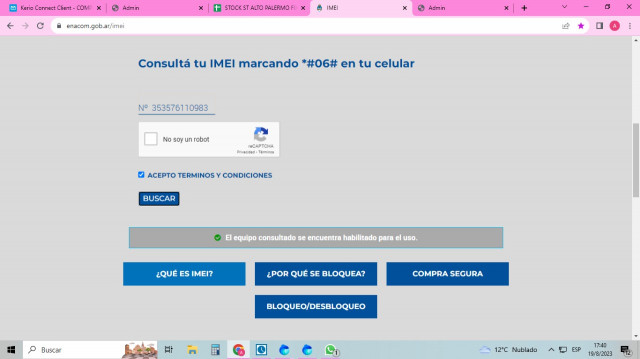 Kerio Connect Client - COM
Admin
STOCK ST ALTO PALERMO F
IMEI
Admin
enacom.gob.ar/imei
A
Consultá tu IMEI marcando *#06# en tu celular
Nº 353576110983
No soy un robot
reCAPTCHA
Privacidad - Términos
ACEPTO TERMINOS Y CONDICIONES
BUSCAR
El equipo consultado se encuentra habilitado para el uso.
¿QUÉ ES IMEI?
¿POR QUÉ SE BLOQUEA?
COMPRA SEGURA
BLOQUEO/DESBLOQUEO
Buscar
12°C Nublado
ESP
17:40
19/8/2023